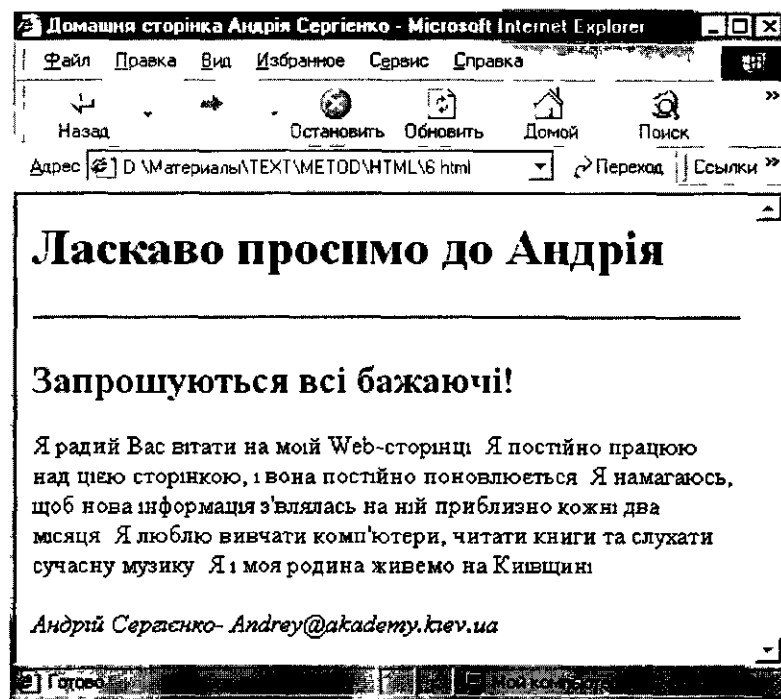 Домашня сторінка Андрія Сергієнко - Microsoft Internet Explorer
Файл Правка Вид Избранное Сервис Справка
Назад Остановить Обновить Домой Поиск »
Адрес D \Материалы\TEXT\METOD\HTML\6 html Переход Ссылки »
Ласкаво просимо до Андрія
Запрошуються всі бажаючі!
Я радий Вас вітати на моїй Web-сторінці Я постійно працюю
над цією сторінкою, і вона постійно поновлюється Я намагаюсь,
щоб нова інформація з'влялась на ній приблизно кожні два
місяця Я люблю вивчати комп'ютери, читати книги та слухати
сучасну музику Я і моя родина живемо на Київщині
Андрій Сергієнко- Andrey@akademy.kiev.ua
Готово Мой